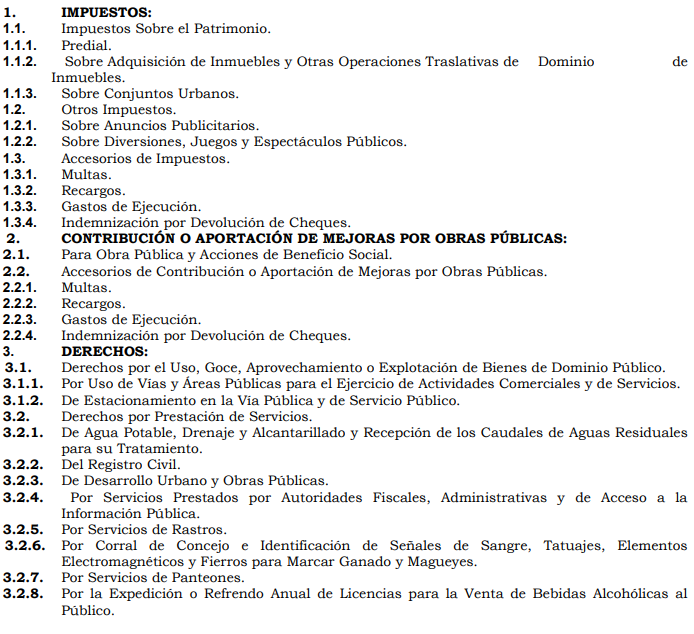 1. IMPUESTOS:
1.1. Impuestos Sobre el Patrimonio.
1.1.1. Predial.
1.1.2. Sobre Adquisición de Inmuebles y Otras Operaciones Traslativas de Dominio de
Inmuebles.
1.1.3. Sobre Conjuntos Urbanos.
1.2. Otros Impuestos.
1.2.1. Sobre Anuncios Publicitarios.
1.2.2. Sobre Diversiones, Juegos y Espectáculos Públicos.
1.3. Accesorios de Impuestos.
1.3.1. Multas.
1.3.2. Recargos.
1.3.3. Gastos de Ejecución.
1.3.4. Indemnización por Devolución de Cheques.
2. CONTRIBUCIÓN O APORTACIÓN DE MEJORAS POR OBRAS PÚBLICAS:
2.1. Para Obra Pública y Acciones de Beneficio Social.
2.2. Accesorios de Contribución o Aportación de Mejoras por Obras Públicas.
2.2.1. Multas.
2.2.2. Recargos.
2.2.3. Gastos de Ejecución.
2.2.4. Indemnización por Devolución de Cheques.
3. DERECHOS:
3.1. Derechos por el Uso, Goce, Aprovechamiento o Explotación de Bienes de Dominio Público.
3.1.1. Por Uso de Vías y Áreas Públicas para el Ejercicio de Actividades Comerciales y de Servicios.
3.1.2. De Estacionamiento en la Vía Pública y de Servicio Público.
3.2. Derechos por Prestación de Servicios.
3.2.1. De Agua Potable, Drenaje y Alcantarillado y Recepción de los Caudales de Aguas Residuales
para su Tratamiento.
3.2.2. Del Registro Civil.
3.2.3. De Desarrollo Urbano y Obras Públicas.
3.2.4. Por Servicios Prestados por Autoridades Fiscales, Administrativas y de Acceso a la
Información Pública.
3.2.5. Por Servicios de Rastros.
3.2.6. Por Corral de Concejo e Identificación de Señales de Sangre, Tatuajes, Elementos
Electromagnéticos y Fierros para Marcar Ganado y Magueyes.
3.2.7. Por Servicios de Panteones.
3.2.8. Por la Expedición o Refrendo Anual de Licencias para la Venta de Bebidas Alcohólicas al
Público.